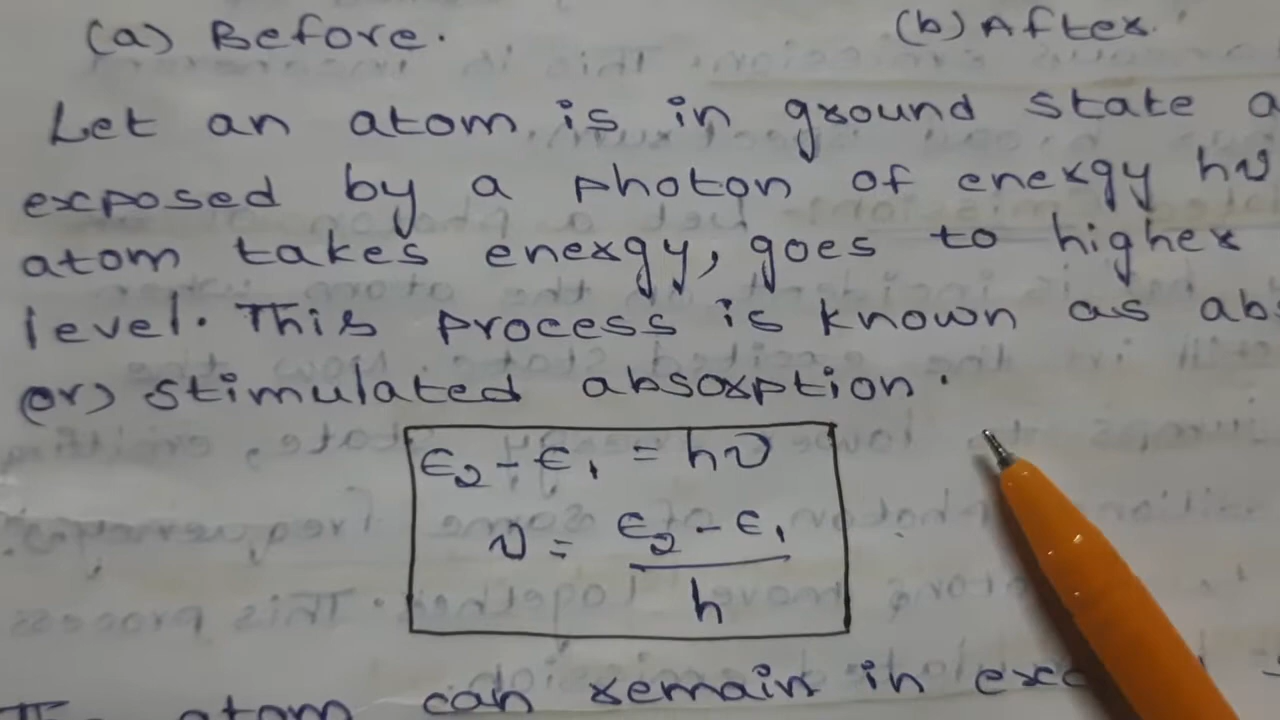 (a) Before. (b) After.
Let an atom is in ground state a
exposed by a photon of energy hν
atom takes energy, goes to higher
level. This process is known as abs
(or) stimulated absorption.
E₂ - E₁ = hν
ν = E₂ - E₁ / h
atom can remain in exc